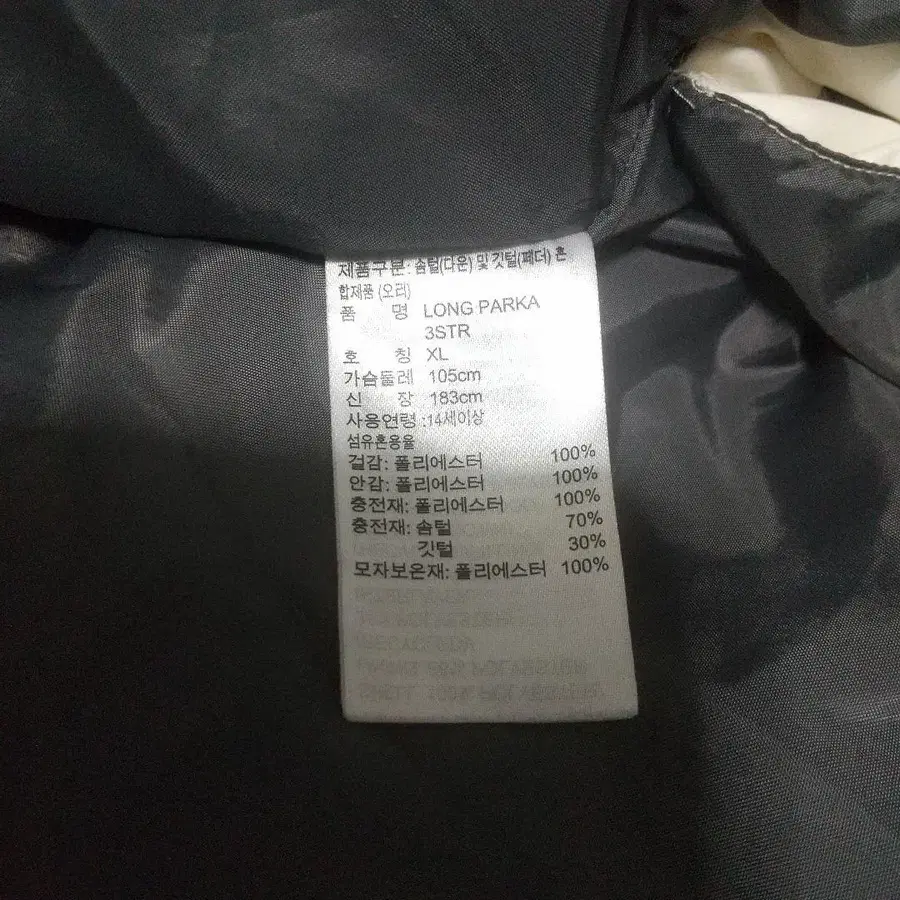 제품구분: 솜털(다운) 및 깃털(페더) 혼
합제품 (오리)
품 명 LONG PARKA
3STR
호 칭 XL
가슴둘레 105cm
신 장 183cm
사용연령 :14세이상
섬유혼용율
겉감: 폴리에스터 100%
안감: 폴리에스터 100%
충전재: 폴리에스터 100%
충전재: 솜털 70%
깃털 30%
모자보온재: 폴리에스터 100%